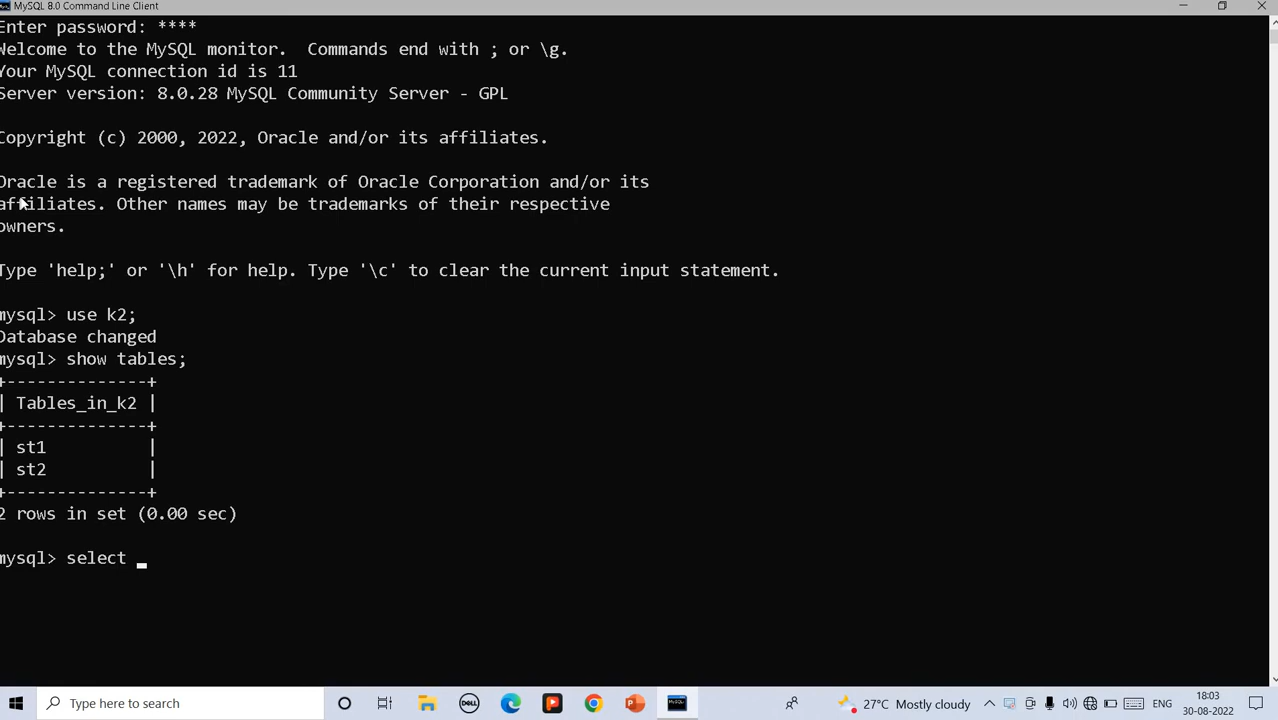 MySQL 8.0 Command Line Client
Enter password: ****
Welcome to the MySQL monitor.  Commands end with ; or \g.
Your MySQL connection id is 11
Server version: 8.0.28 MySQL Community Server - GPL
Copyright (c) 2000, 2022, Oracle and/or its affiliates.
Oracle is a registered trademark of Oracle Corporation and/or its
affiliates. Other names may be trademarks of their respective
owners.
Type 'help;' or '\h' for help. Type '\c' to clear the current input statement.
mysql> use k2;
Database changed
mysql> show tables;
+--------------+
| Tables_in_k2 |
+--------------+
| st1          |
| st2          |
+--------------+
2 rows in set (0.00 sec)
mysql> select _
Type here to search
DELL
P
P
MySQL
27°C Mostly cloudy
ENG
18:03
30-08-2022